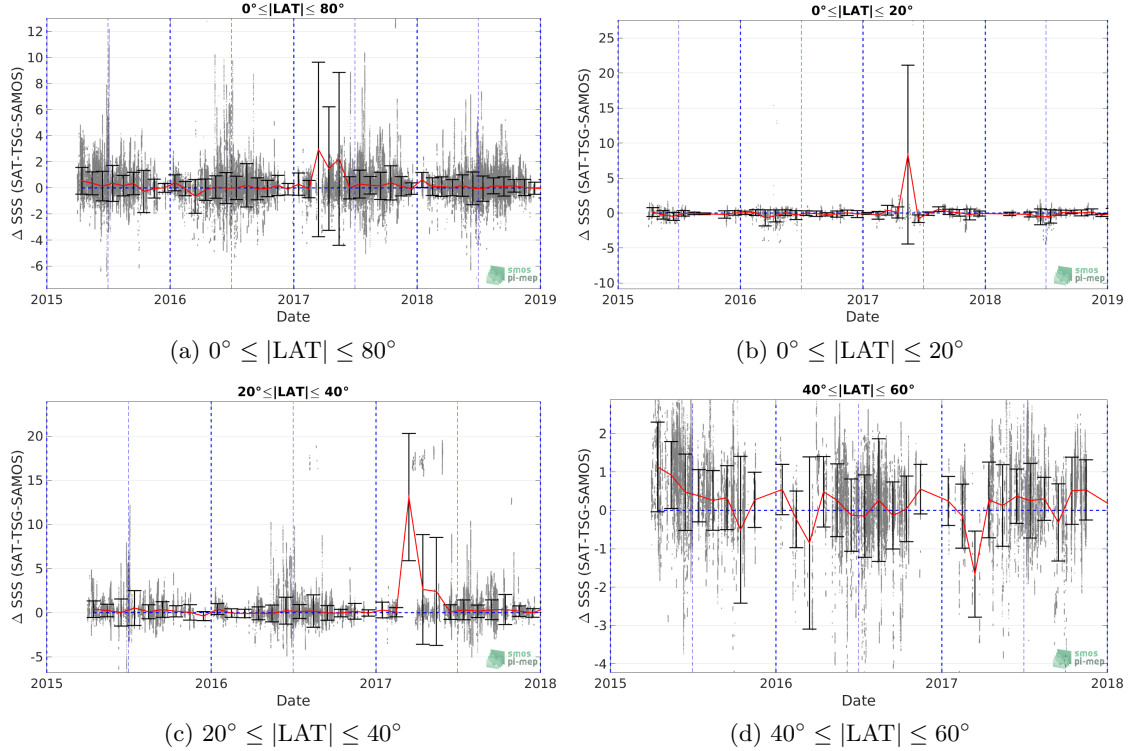 0°≤|LAT|≤ 80°
Δ SSS (SAT-TSG-SAMOS)
12
10
8
6
4
2
0
-2
-4
-6
2015
2016
2017
2018
2019
Date
smos
pi-mep
(a) 0° ≤ |LAT| ≤ 80°
0°≤|LAT|≤ 20°
Δ SSS (SAT-TSG-SAMOS)
25
20
15
10
5
0
-5
-10
2015
2016
2017
2018
2019
Date
smos
pi-mep
(b) 0° ≤ |LAT| ≤ 20°
20°≤|LAT|≤ 40°
Δ SSS (SAT-TSG-SAMOS)
20
15
10
5
0
-5
2015
2016
2017
2018
Date
smos
pi-mep
(c) 20° ≤ |LAT| ≤ 40°
40°≤|LAT|≤ 60°
Δ SSS (SAT-TSG-SAMOS)
2
1
0
-1
-2
-3
-4
2015
2016
2017
2018
Date
smos
pi-mep
(d) 40° ≤ |LAT| ≤ 60°